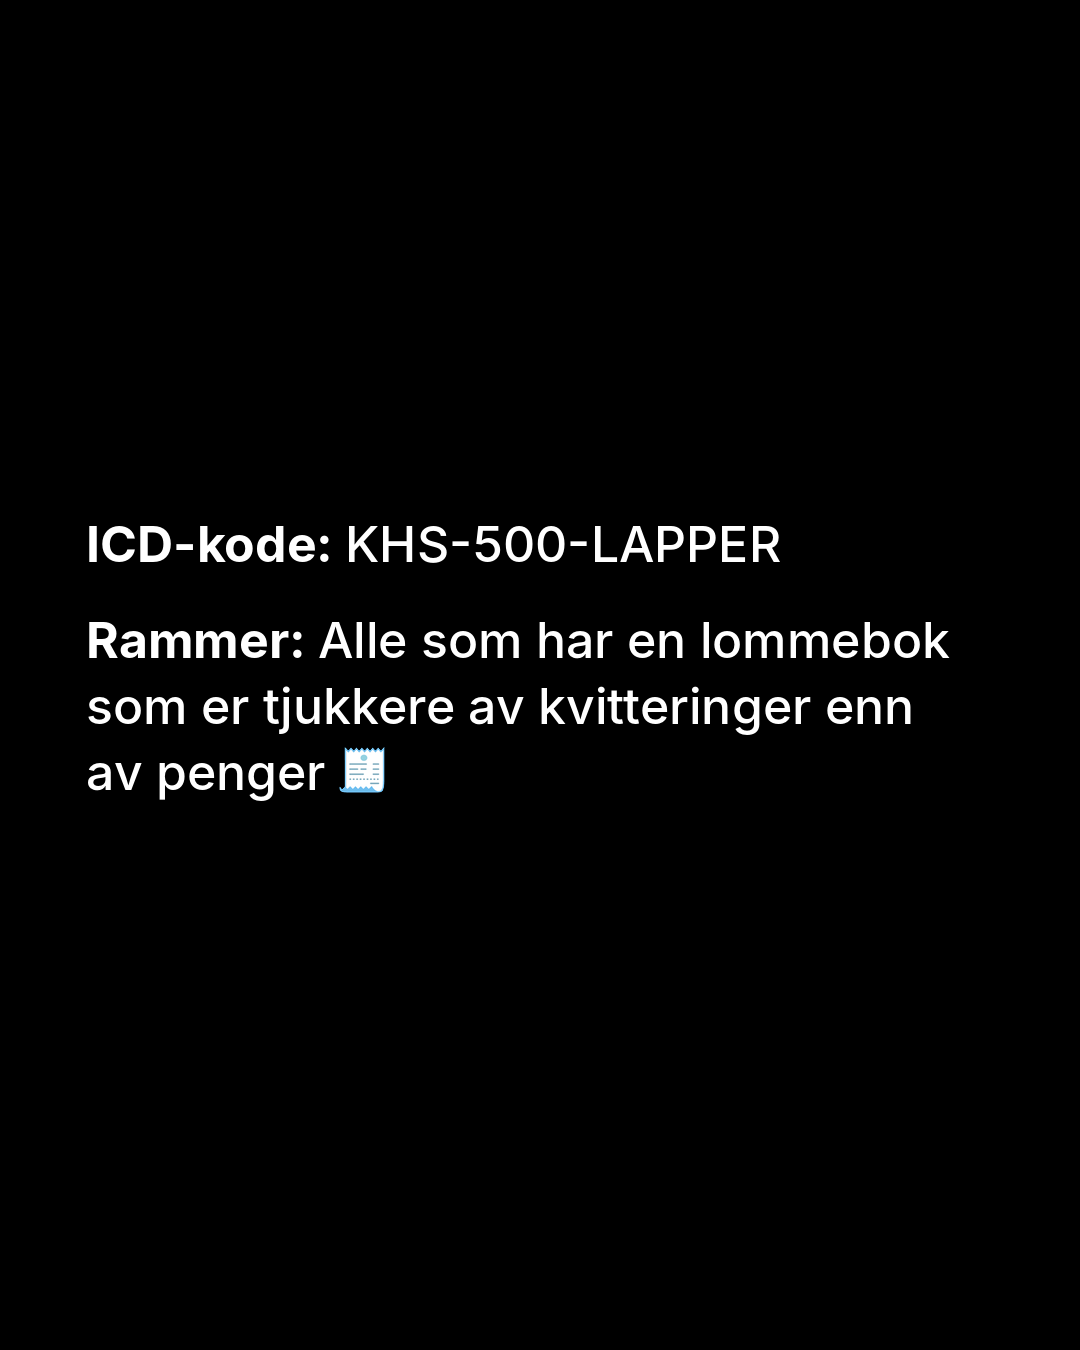 ICD-kode: KHS-500-LAPPER
Rammer: Alle som har en lommebok
som er tjukkere av kvitteringer enn
av penger 🧾